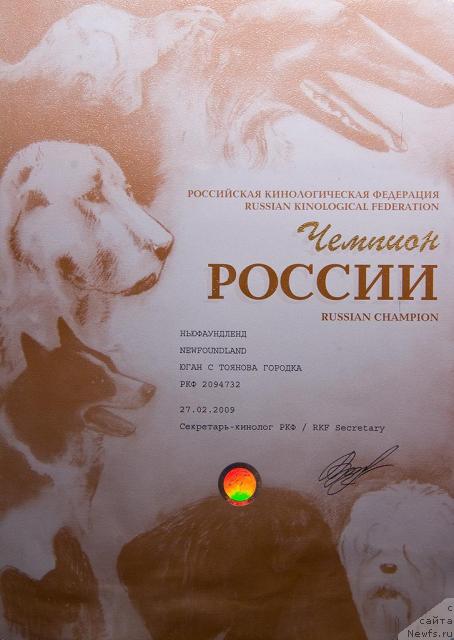 РОССИЙСКАЯ КИНОЛОГИЧЕСКАЯ ФЕДЕРАЦИЯ
RUSSIAN KINOLOGICAL FEDERATION
Чемпион
РОССИИ
RUSSIAN CHAMPION
НЬЮФАУНДЛЕНД
NEWFOUNDLAND
ЮГАН С ТОЯНОВА ГОРОДКА
РКФ 2094732
27.02.2009
Секретарь-кинолог РКФ / RKF Secretary
с
сайта
Newfs.ru